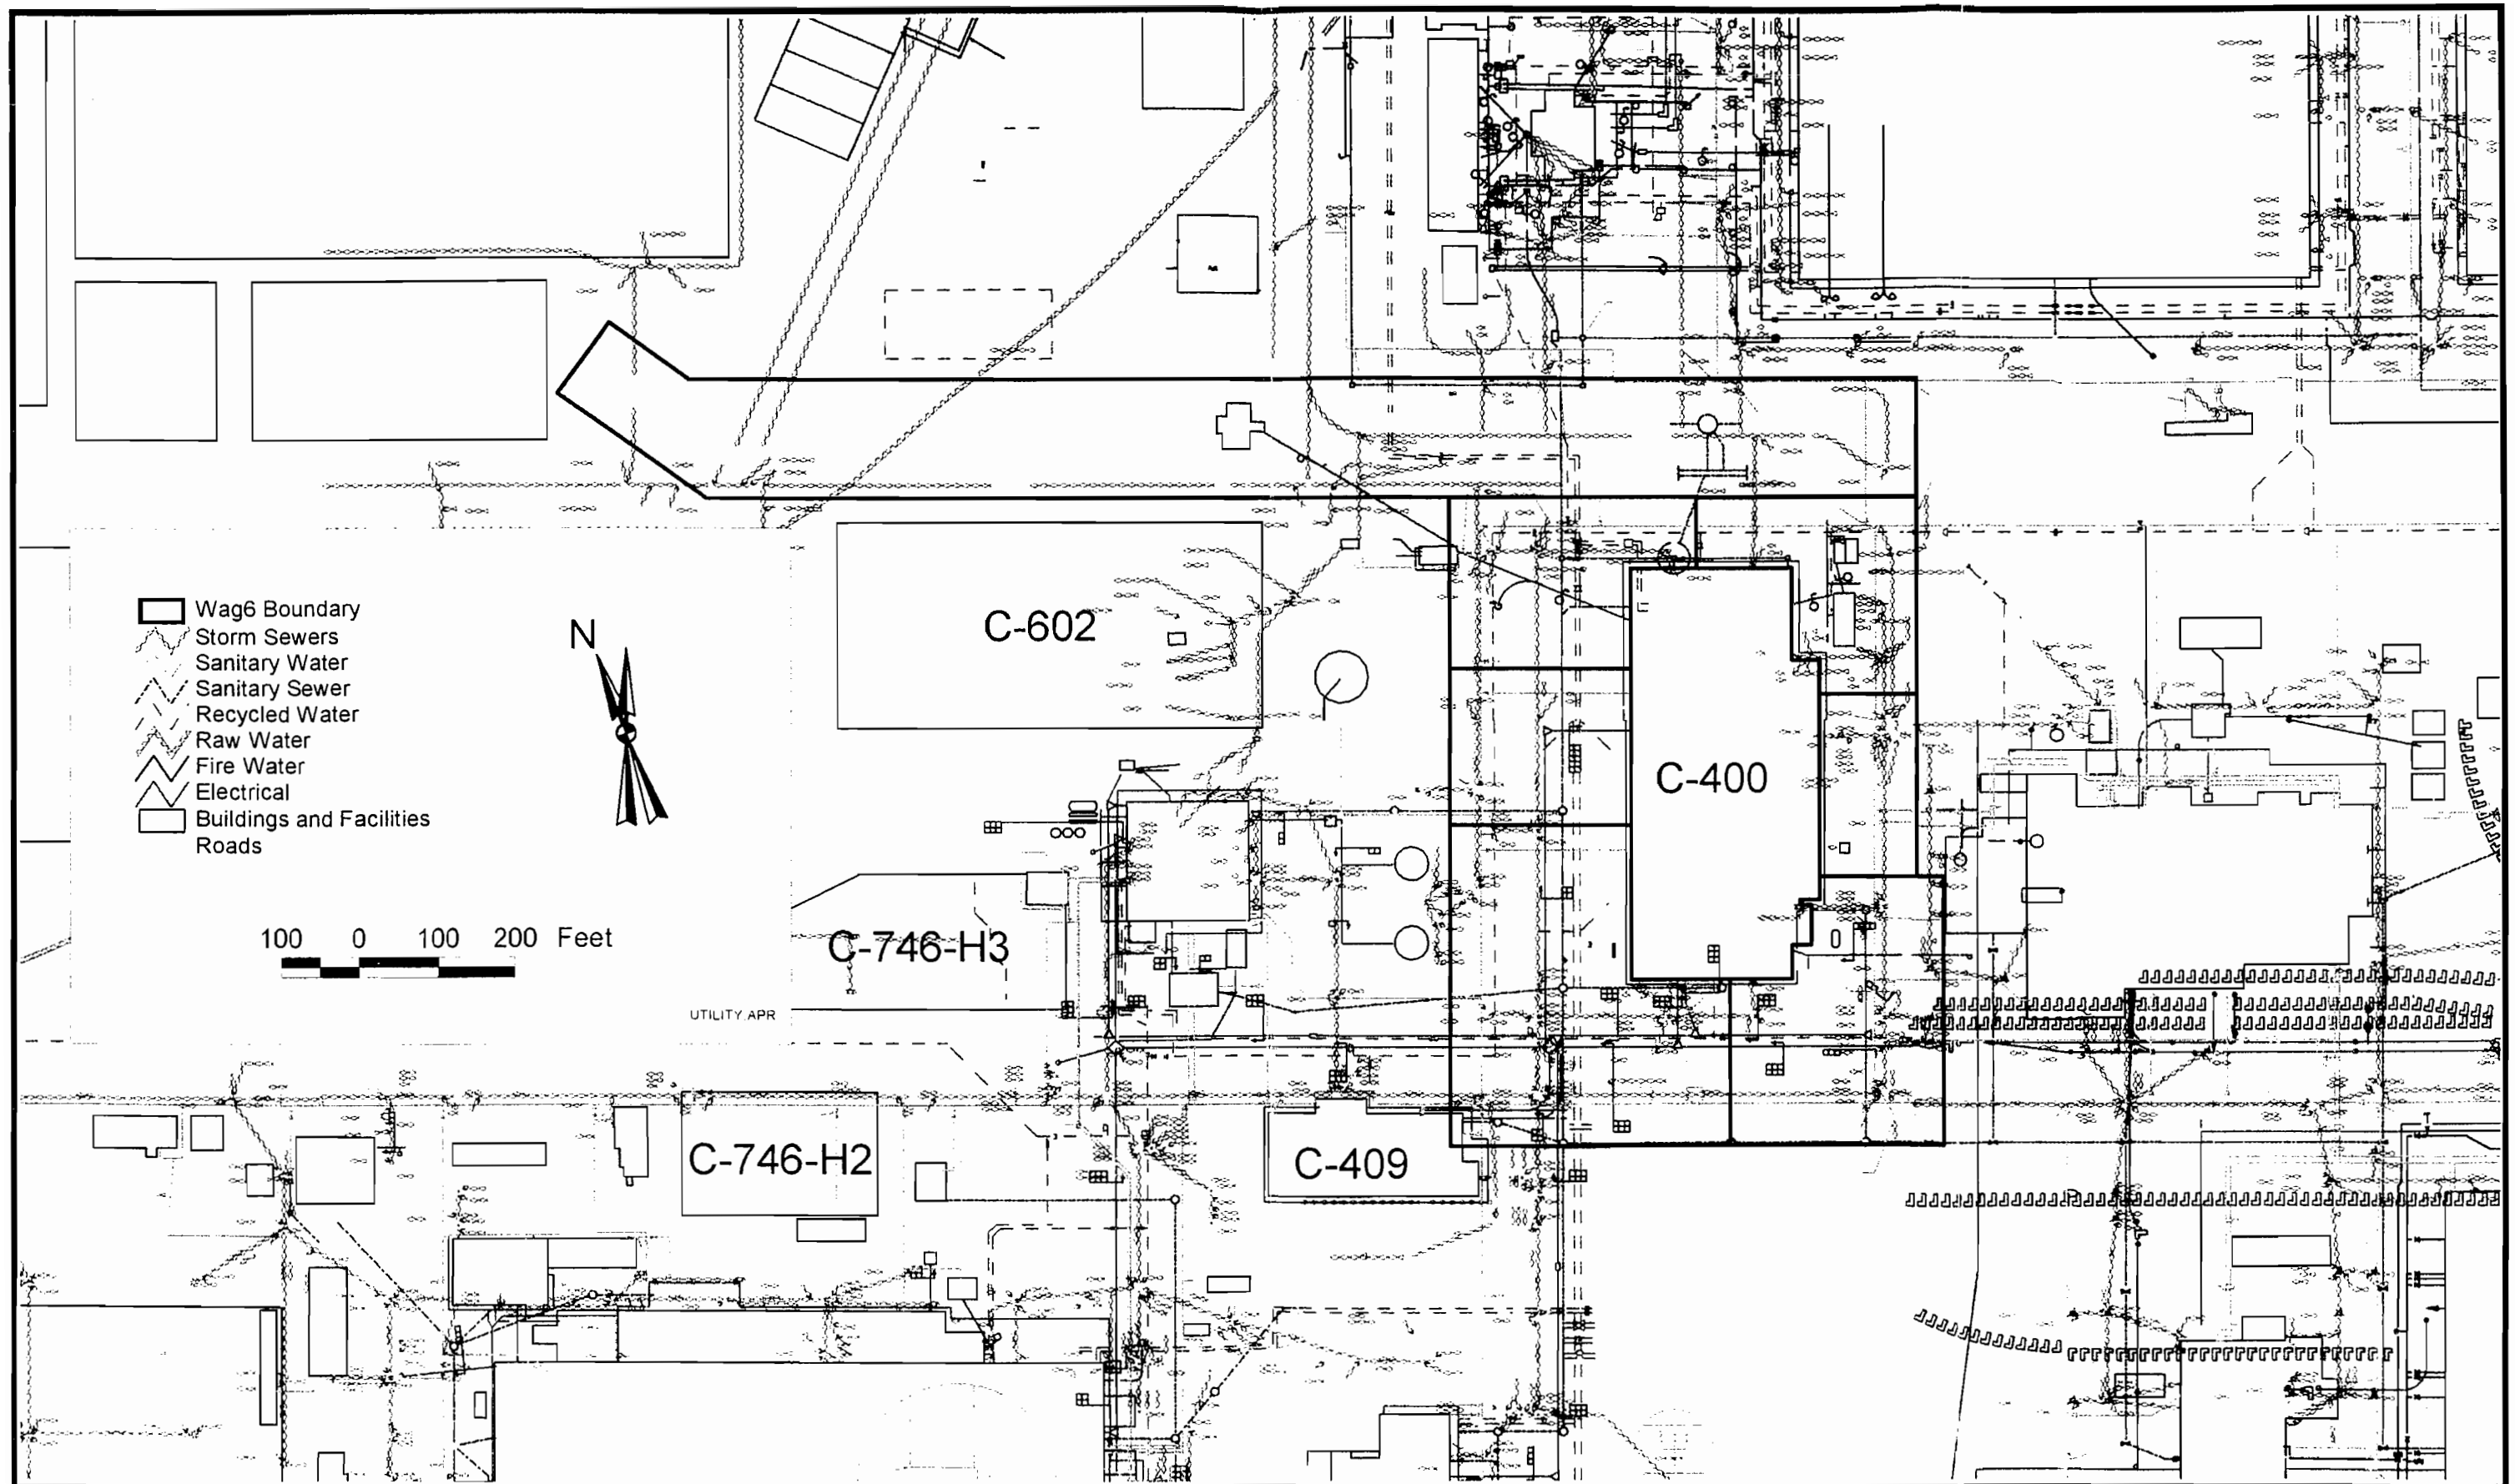 Wag6 Boundary
Storm Sewers
Sanitary Water
Sanitary Sewer
Recycled Water
Raw Water
Fire Water
Electrical
Buildings and Facilities
Roads
N
100 0 100 200 Feet
UTILITY.APR
C-602
C-400
C-746-H3
C-746-H2
C-409